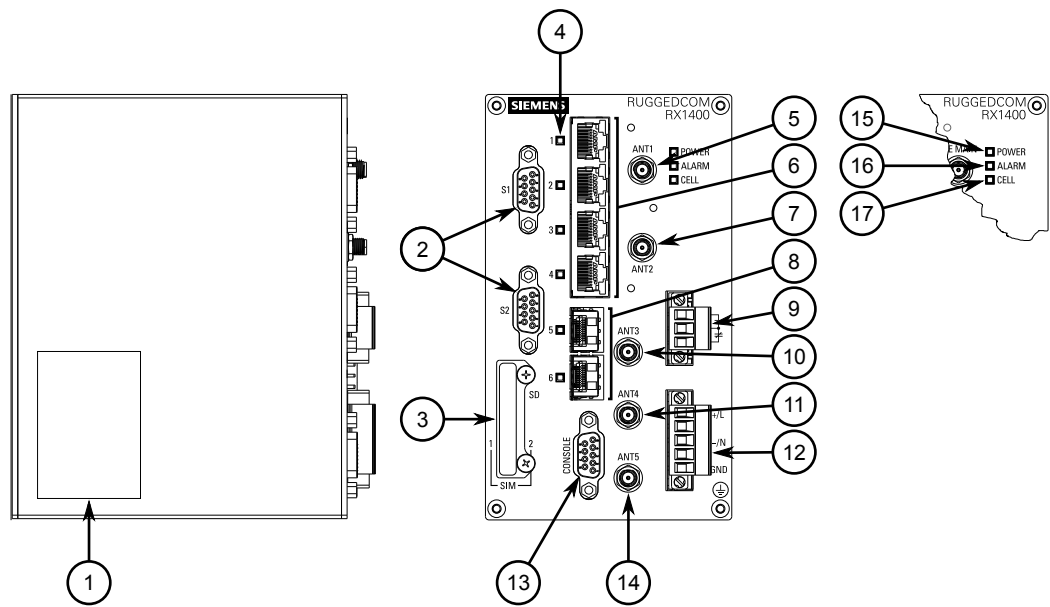 4
SIEMENS
RUGGEDCOM
RX1400
1
ANT1
POWER
ALARM
CELL
5
6
S1
2
3
ANT2
7
2
4
S2
8
5
ANT3
9
10
6
SD
ANT4
11
3
1
2
SIM
CONSOLE
+/L
-/N
GND
12
ANT5
1
13
14
RUGGEDCOM
RX1400
15
E MAIN
POWER
16
ALARM
17
CELL